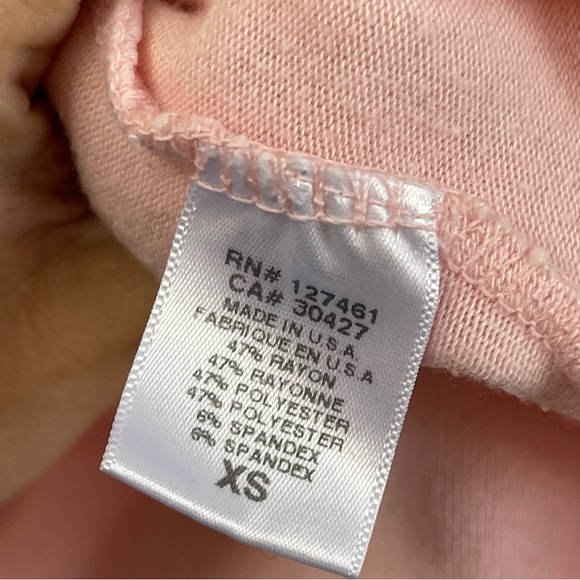 RN# 127461
CA# 30427
MADE IN U.S.A.
FABRIQUE EN U.S.A
47% RAYON
47% RAYONNE
47% POLYESTER
47% POLYESTER
6% SPANDEX
6% SPANDEX
XS